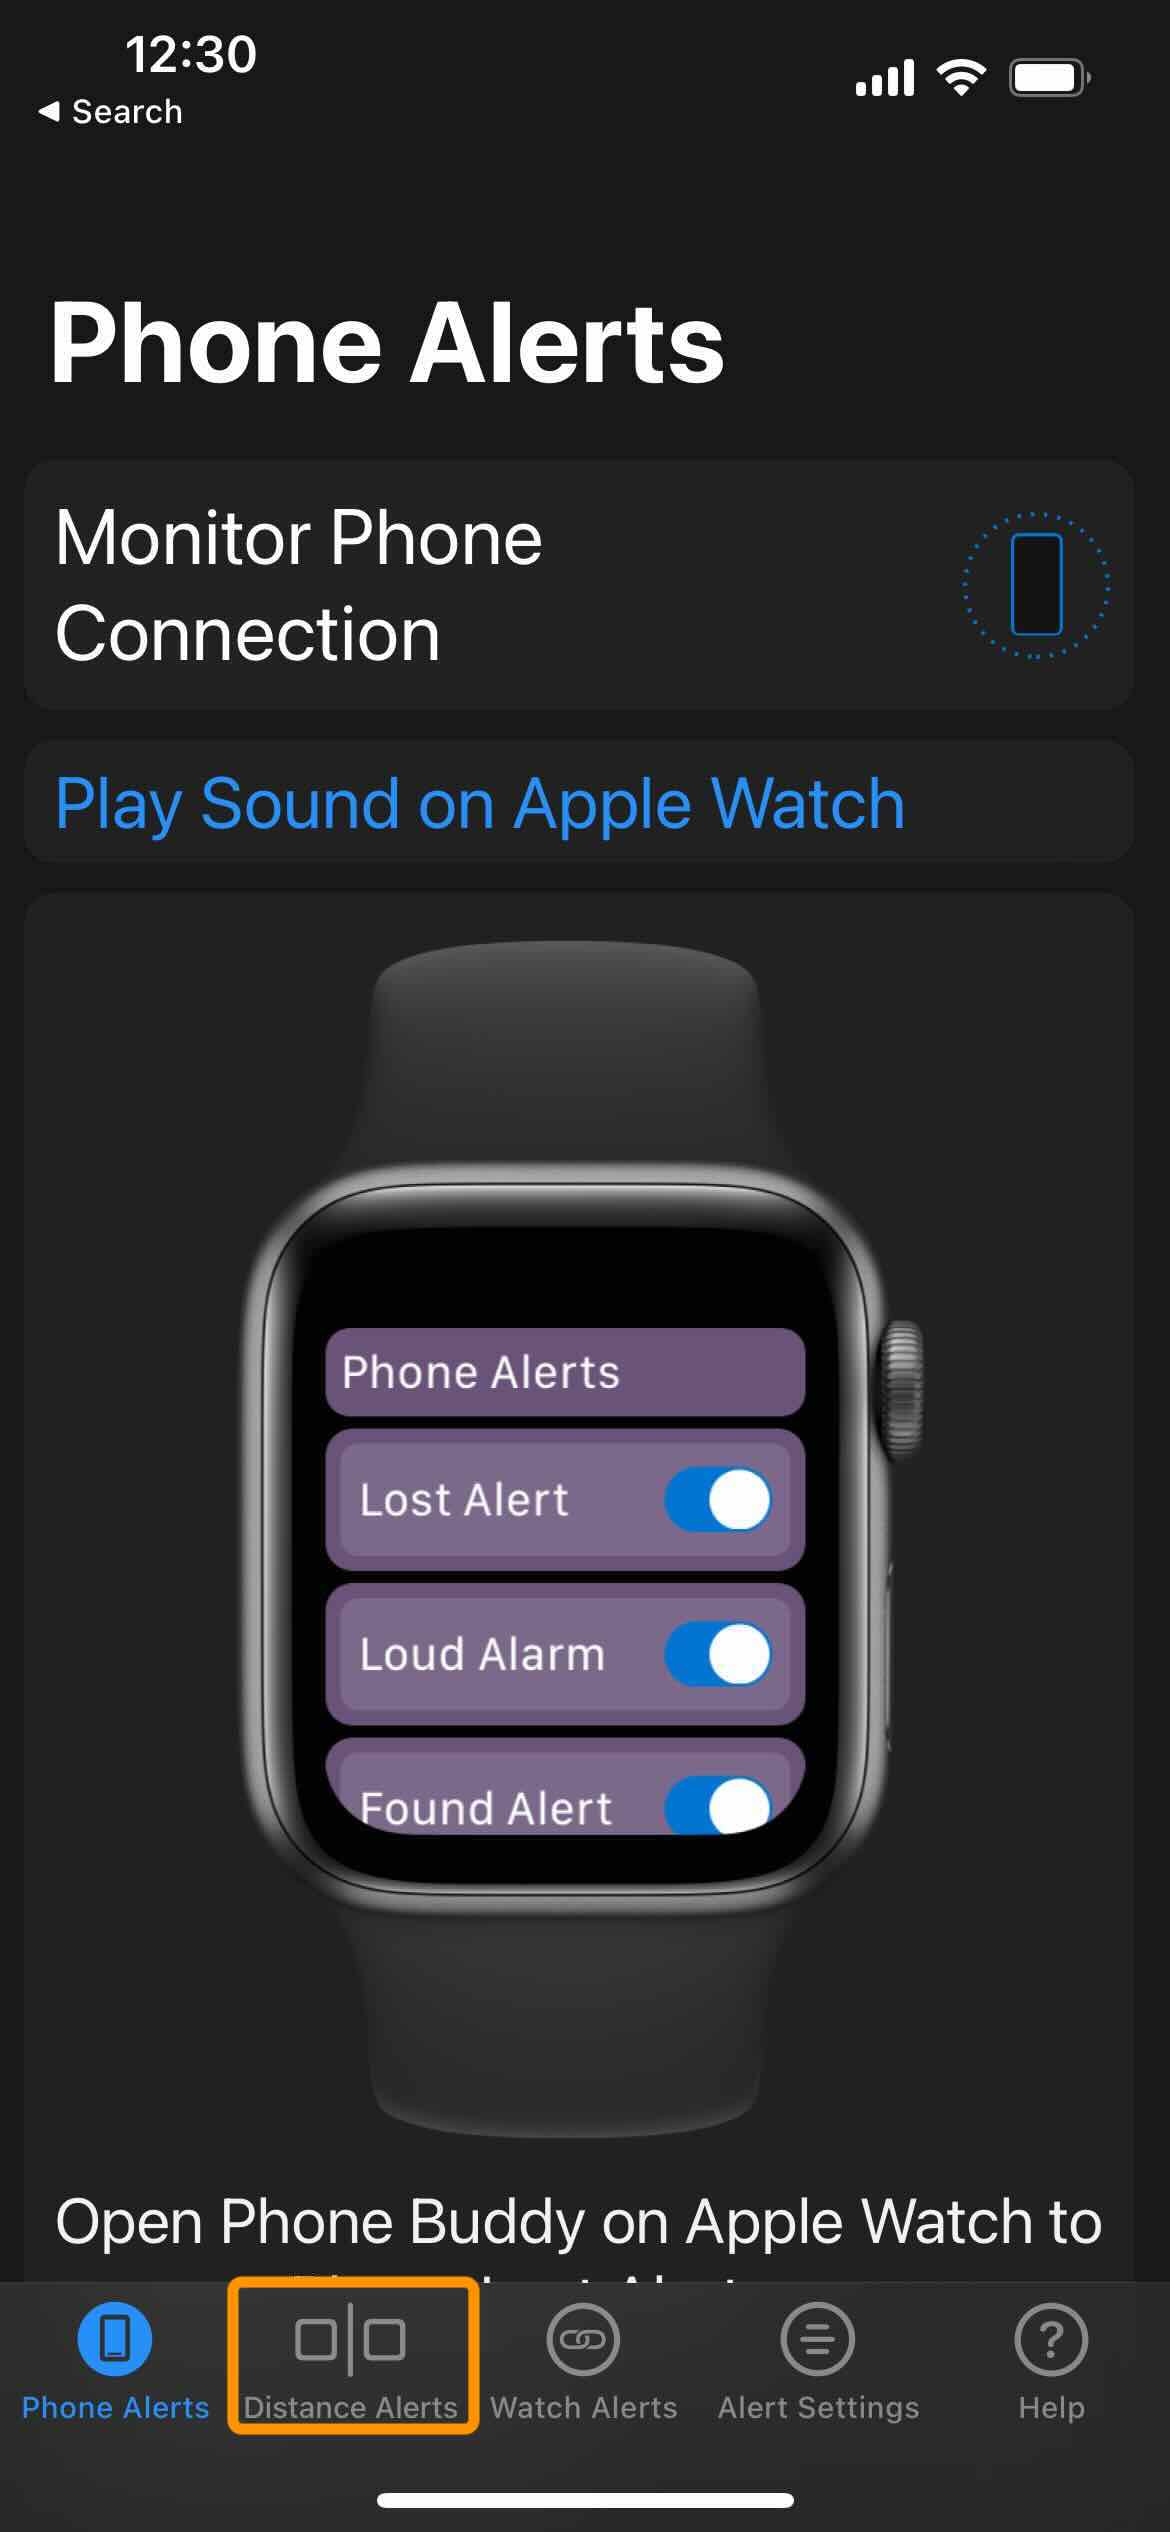 12:30
◀ Search
Phone Alerts
Monitor Phone
Connection
Play Sound on Apple Watch
Phone Alerts
Lost Alert
Loud Alarm
Found Alert
Open Phone Buddy on Apple Watch to
Phone Alerts
Distance Alerts
Watch Alerts
Alert Settings
Help